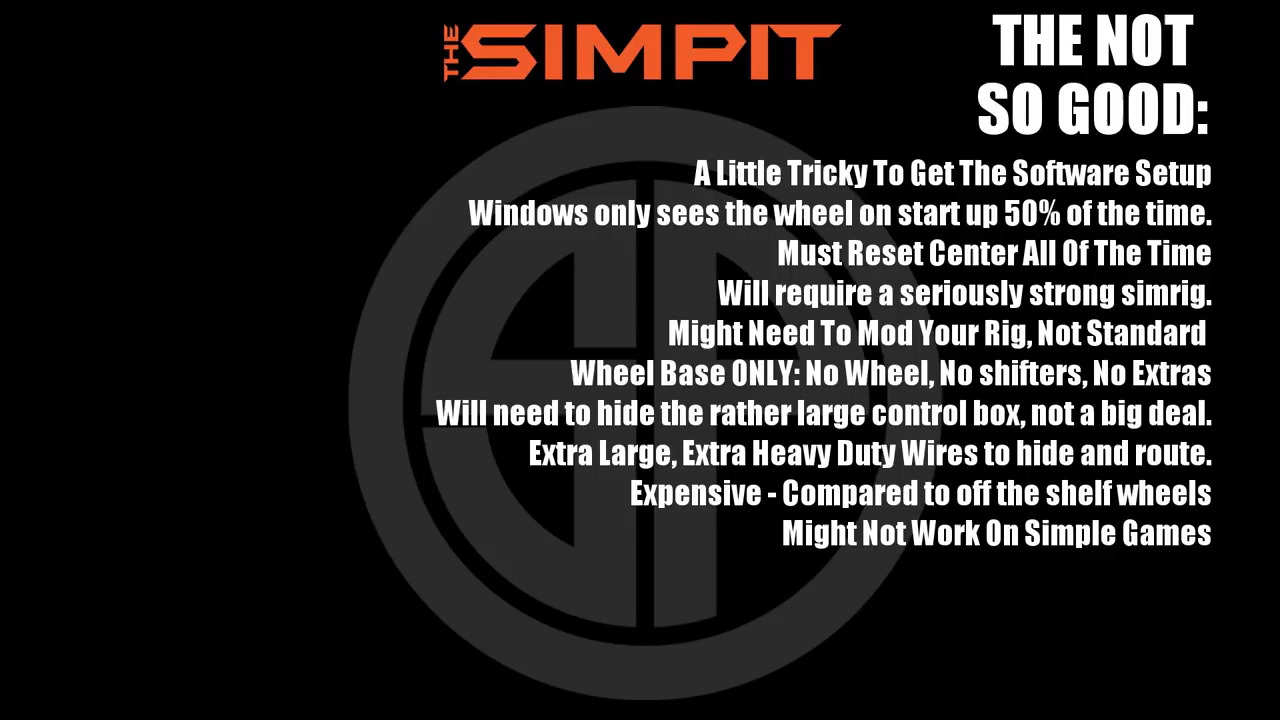 THE SIMPIT
THE NOT
SO GOOD:
A Little Tricky To Get The Software Setup
Windows only sees the wheel on start up 50% of the time.
Must Reset Center All Of The Time
Will require a seriously strong simrig.
Might Need To Mod Your Rig, Not Standard
Wheel Base ONLY: No Wheel, No shifters, No Extras
Will need to hide the rather large control box, not a big deal.
Extra Large, Extra Heavy Duty Wires to hide and route.
Expensive - Compared to off the shelf wheels
Might Not Work On Simple Games